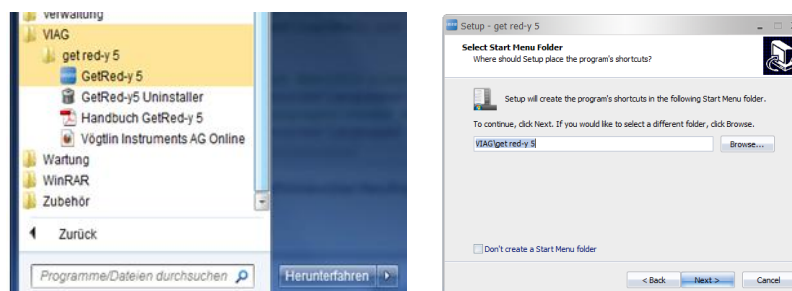 Verwaltung
VIAG
get red-y 5
GetRed-y 5
GetRed-y5 Uninstaller
Handbuch GetRed-y 5
Vögtlin Instruments AG Online
Wartung
WinRAR
Zubehör
Zurück
Programme/Dateien durchsuchen
Herunterfahren
Setup - get red-y 5
Select Start Menu Folder
Where should Setup place the program's shortcuts?
Setup will create the program's shortcuts in the following Start Menu folder.
To continue, click Next. If you would like to select a different folder, click Browse.
VIAG\get red-y 5
Browse...
Don't create a Start Menu folder
< Back
Next >
Cancel